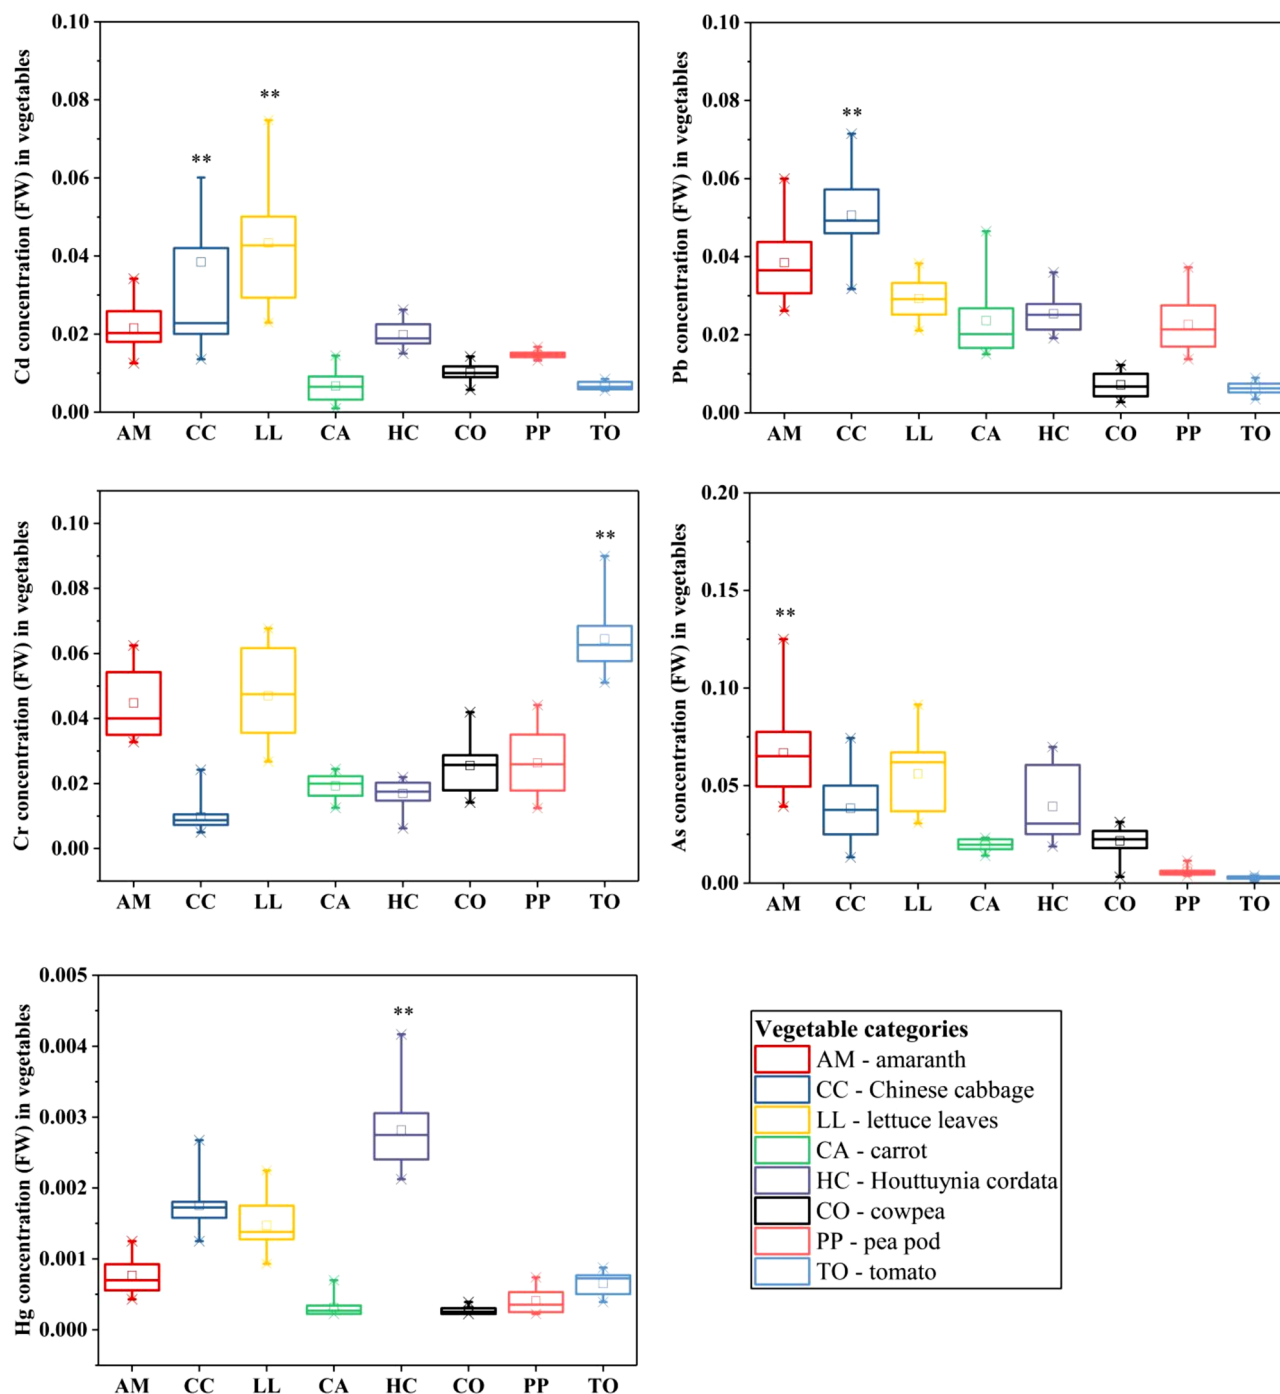 Cd concentration (FW) in vegetables
0.10
0.08
0.06
0.04
0.02
0.00
**
**
AM CC LL CA HC CO PP TO
Pb concentration (FW) in vegetables
0.10
0.08
0.06
0.04
0.02
0.00
**
AM CC LL CA HC CO PP TO
Cr concentration (FW) in vegetables
0.10
0.08
0.06
0.04
0.02
0.00
**
AM CC LL CA HC CO PP TO
As concentration (FW) in vegetables
0.20
0.15
0.10
0.05
0.00
**
AM CC LL CA HC CO PP TO
Hg concentration (FW) in vegetables
0.005
0.004
0.003
0.002
0.001
0.000
**
AM CC LL CA HC CO PP TO
Vegetable categories
AM - amaranth
CC - Chinese cabbage
LL - lettuce leaves
CA - carrot
HC - Houttuynia cordata
CO - cowpea
PP - pea pod
TO - tomato